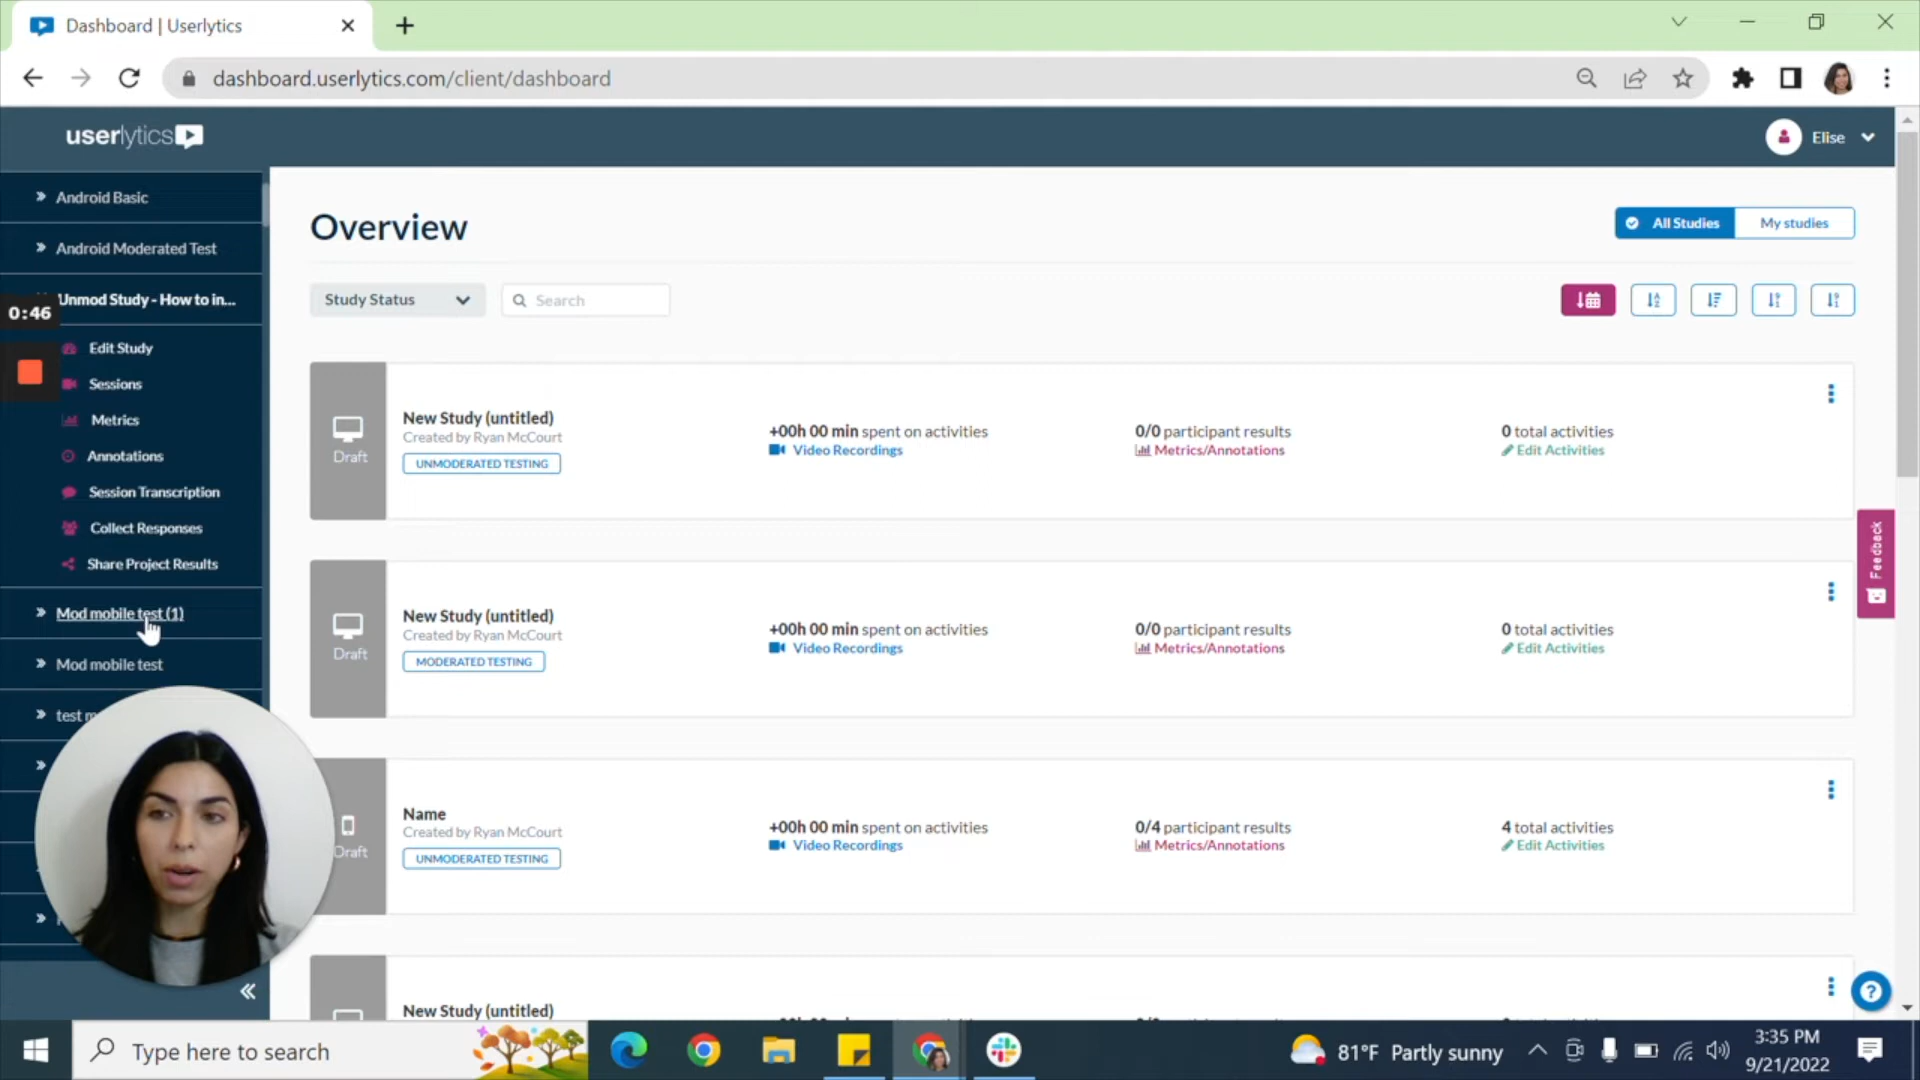 Dashboard | Userlytics
dashboard.userlytics.com/client/dashboard
userlytics
Elise
Android Basic
Android Moderated Test
Unmod Study - How to in...
0:46
Edit Study
Sessions
Metrics
Annotations
Session Transcription
Collect Responses
Share Project Results
Mod mobile test (1)
Mod mobile test
test m
Overview
All Studies
My studies
Study Status
Search
Draft
New Study (untitled)
Created by Ryan McCourt
UNMODERATED TESTING
+00h 00 min spent on activities
Video Recordings
0/0 participant results
Metrics/Annotations
0 total activities
Edit Activities
Draft
New Study (untitled)
Created by Ryan McCourt
MODERATED TESTING
+00h 00 min spent on activities
Video Recordings
0/0 participant results
Metrics/Annotations
0 total activities
Edit Activities
Draft
Name
Created by Ryan McCourt
UNMODERATED TESTING
+00h 00 min spent on activities
Video Recordings
0/4 participant results
Metrics/Annotations
4 total activities
Edit Activities
New Study (untitled)
Feedback
Type here to search
81°F Partly sunny
3:35 PM
9/21/2022